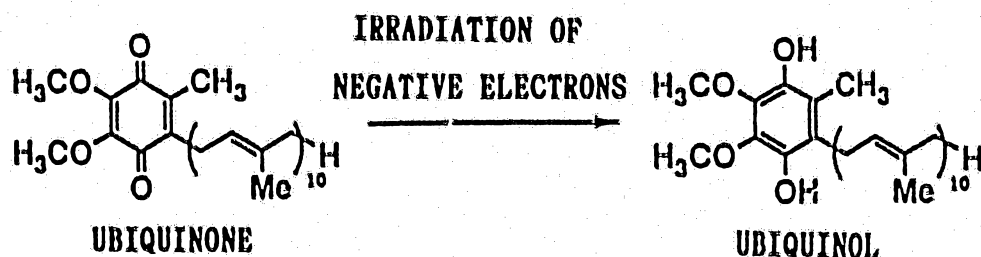 IRRADIATION OF
NEGATIVE ELECTRONS
O
H₃CO
CH₃
H₃CO
O
Me
10
H
UBIQUINONE
OH
H₃CO
CH₃
H₃CO
OH
Me
10
H
UBIQUINOL